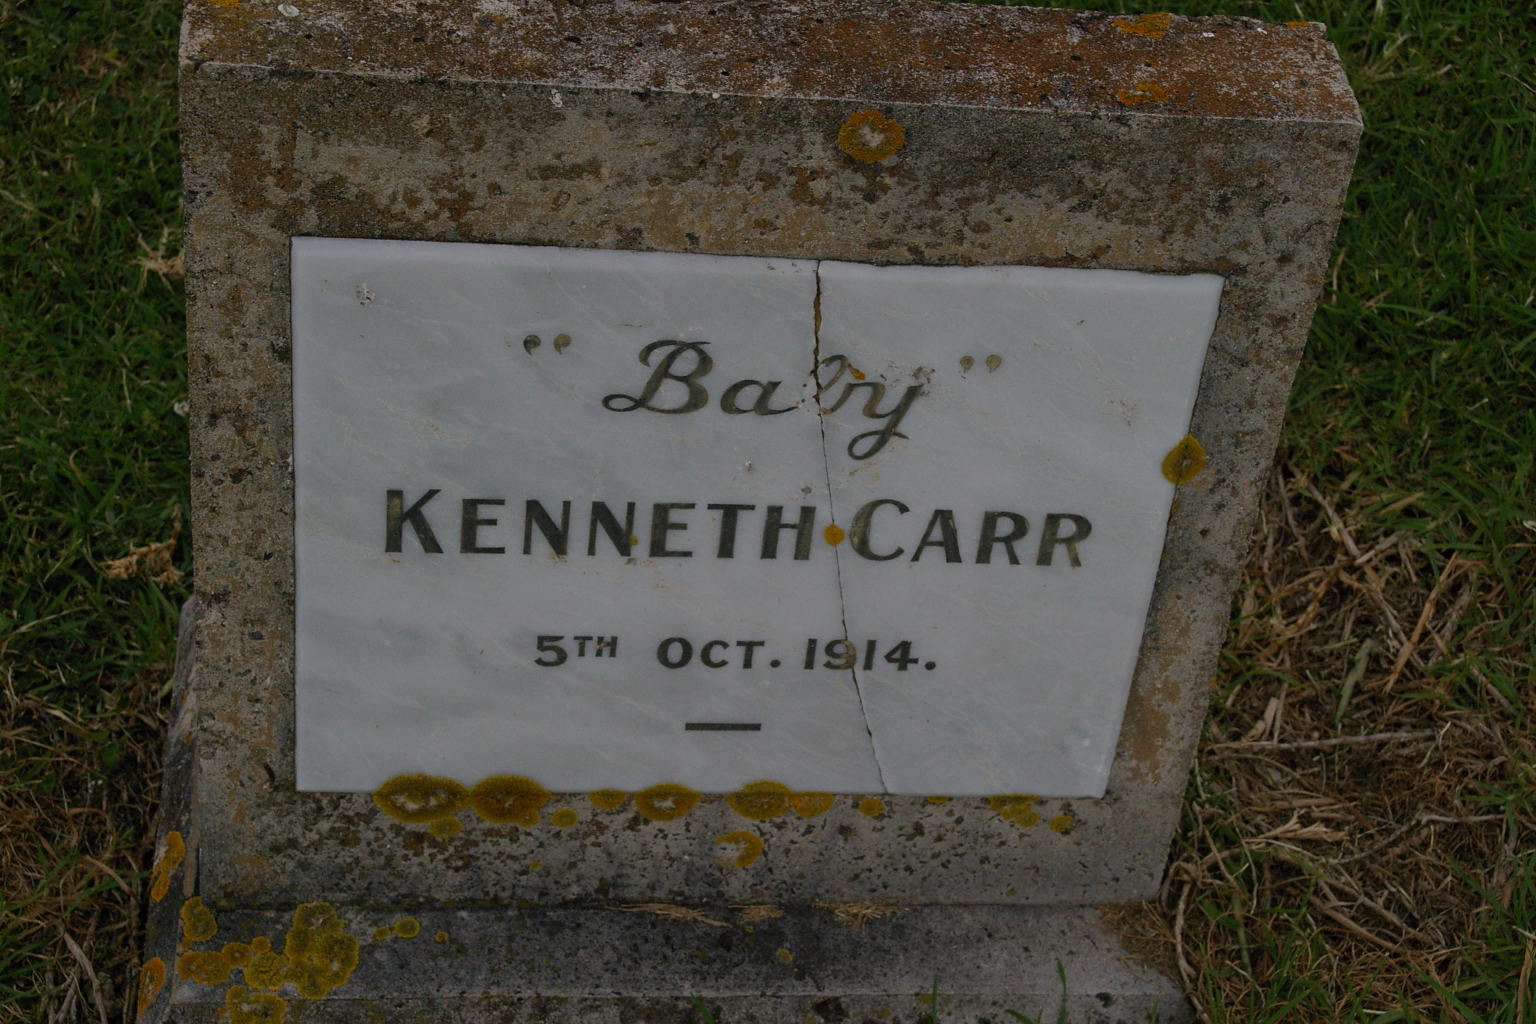 “Baby”
KENNETH CARR
5TH OCT. 1914.